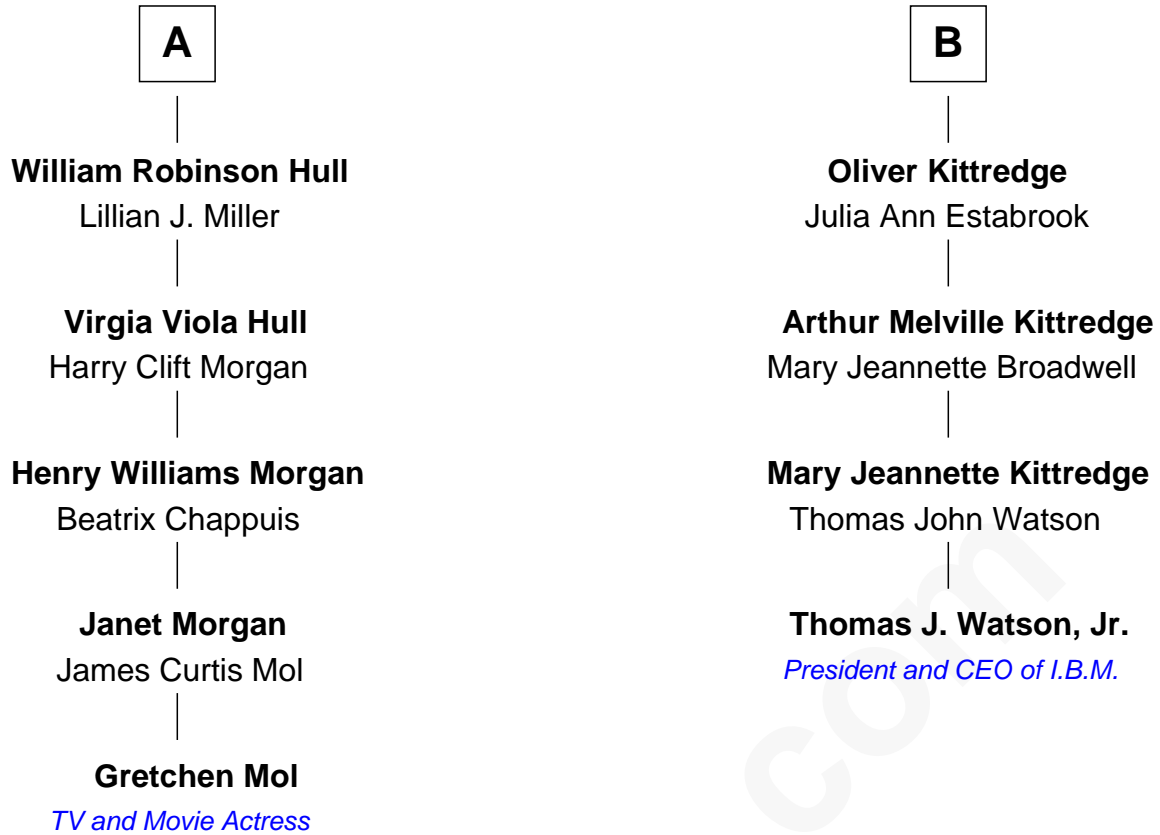 A
William Robinson Hull
Lillian J. Miller
Virgia Viola Hull
Harry Clift Morgan
Henry Williams Morgan
Beatrix Chappuis
Janet Morgan
James Curtis Mol
Gretchen Mol
TV and Movie Actress
B
Oliver Kittredge
Julia Ann Estabrook
Arthur Melville Kittredge
Mary Jeannette Broadwell
Mary Jeannette Kittredge
Thomas John Watson
Thomas J. Watson, Jr.
President and CEO of I.B.M.
com